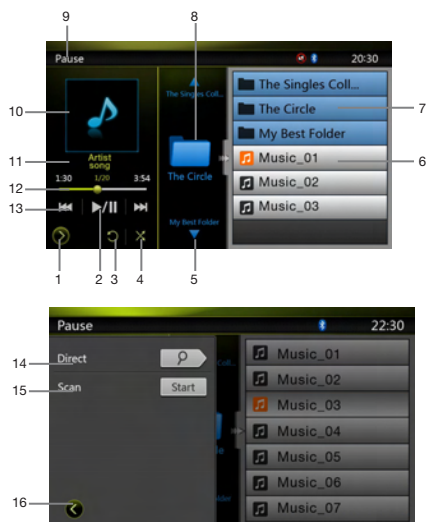 9
8
Pause
20:30
The Singles Coll...
The Singles Coll...
10
The Circle
7
My Best Folder
11
Artist
song
Music_01
6
1:30
1/20
3:54
The Circle
12
Music_02
13
Music_03
My Best Folder
1
2
3
4
5
Pause
22:30
14
Direct
Coll...
Music_01
15
Scan
Start
Music_02
Music_03
Music_04
Music_05
Music_06
16
Music_07